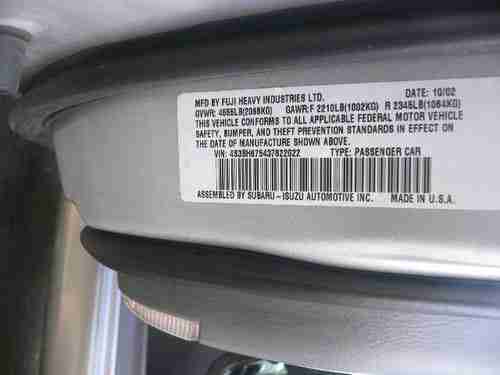 MFD BY FUJI HEAVY INDUSTRIES LTD. DATE: 10/02
GVWR: 4555LB(2066KG) GAWR:F 2210LB(1002KG) R 2345LB(1064KG)
THIS VEHICLE CONFORMS TO ALL APPLICABLE FEDERAL MOTOR VEHICLE
SAFETY, BUMPER, AND THEFT PREVENTION STANDARDS IN EFFECT ON
THE DATE OF MANUFACTURE SHOWN ABOVE.
VIN: 4S3BH675437622022 TYPE: PASSENGER CAR
ASSEMBLED BY SUBARU-ISUZU AUTOMOTIVE INC. MADE IN U.S.A.